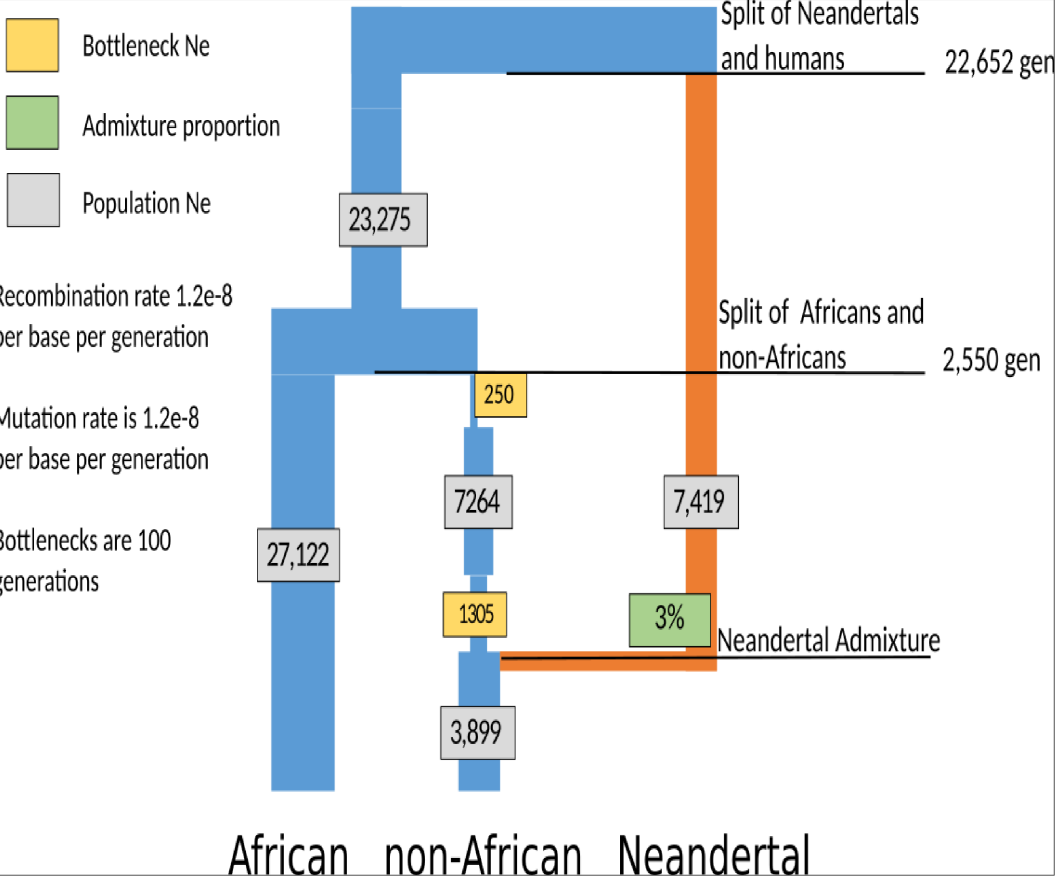 Bottleneck Ne
Admixture proportion
Population Ne
Recombination rate 1.2e-8
per base per generation
Mutation rate is 1.2e-8
per base per generation
Bottlenecks are 100
generations
Split of Neandertals
and humans
22,652 gen
23,275
Split of Africans and
non-Africans
2,550 gen
250
7264
7,419
27,122
1305
3%
Neandertal Admixture
3,899
African non-African Neandertal